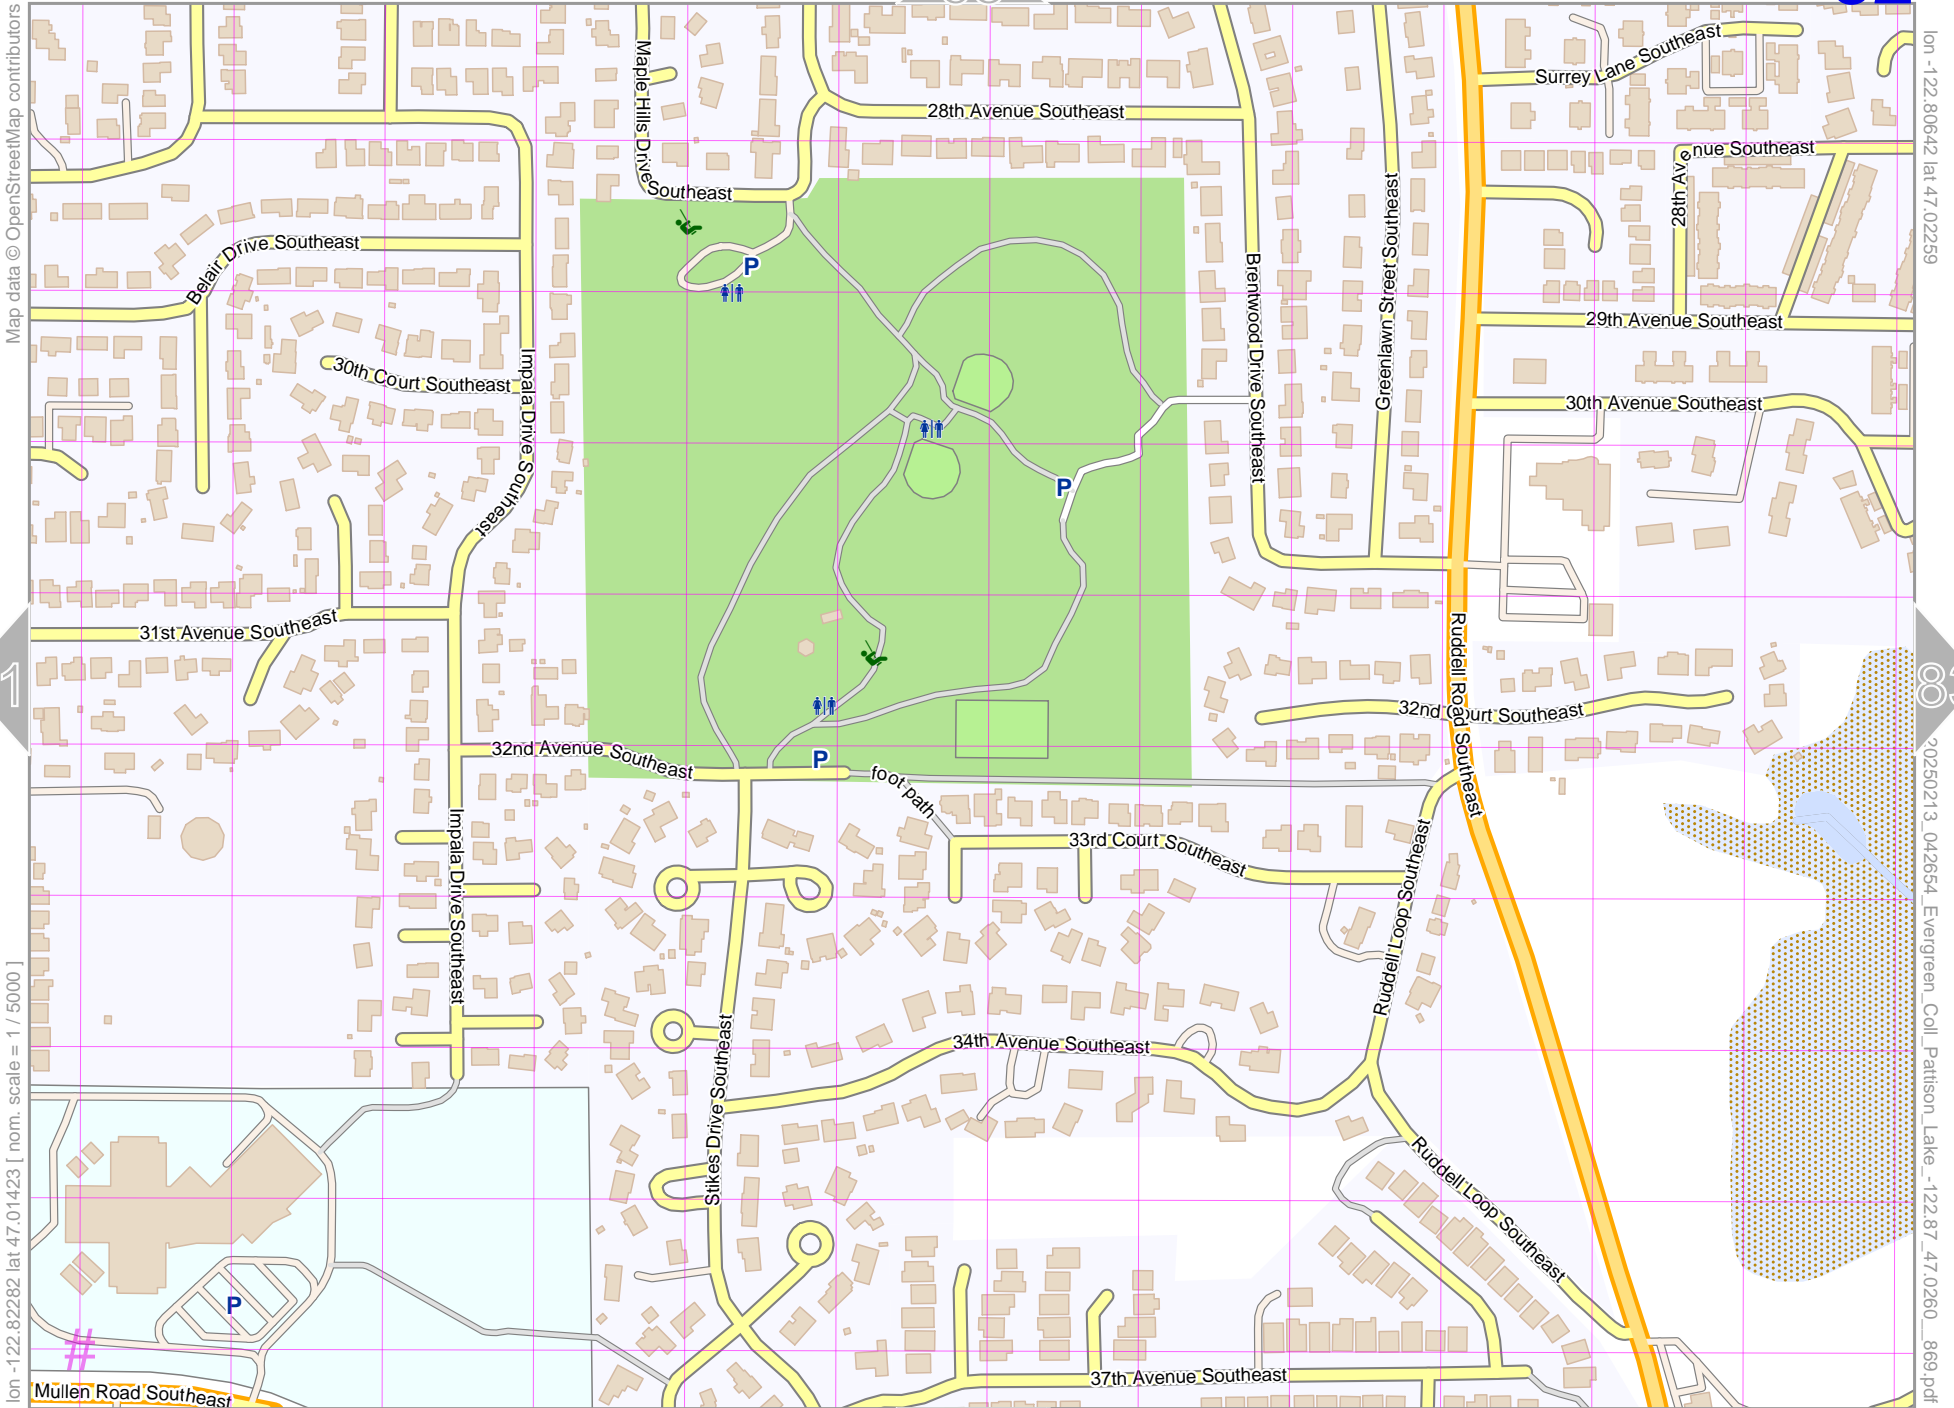 Map data © OpenStreetMap contributors
lon -122.82282 lat 47.01423 [ nom. scale = 1 / 5000 ]
lon -122.80642 lat 47.02259
20250213_042654_Evergreen_Coll_Pattison_Lake_-122.87_47.0260__869.pdf
Maple Hills Drive Southeast
28th Avenue Southeast
Surrey Lane Southeast
28th Avenue Southeast
Belair Drive Southeast
29th Avenue Southeast
30th Court Southeast
30th Avenue Southeast
Impala Drive Southeast
Brentwood Drive Southeast
Greenlawn Street Southeast
P
P
31st Avenue Southeast
Ruddell Road Southeast
32nd Court Southeast
32nd Avenue Southeast
P
foot path
33rd Court Southeast
Impala Drive Southeast
Ruddell Loop Southeast
34th Avenue Southeast
Stikes Drive Southeast
Ruddell Loop Southeast
P
#
37th Avenue Southeast
Mullen Road Southeast
1